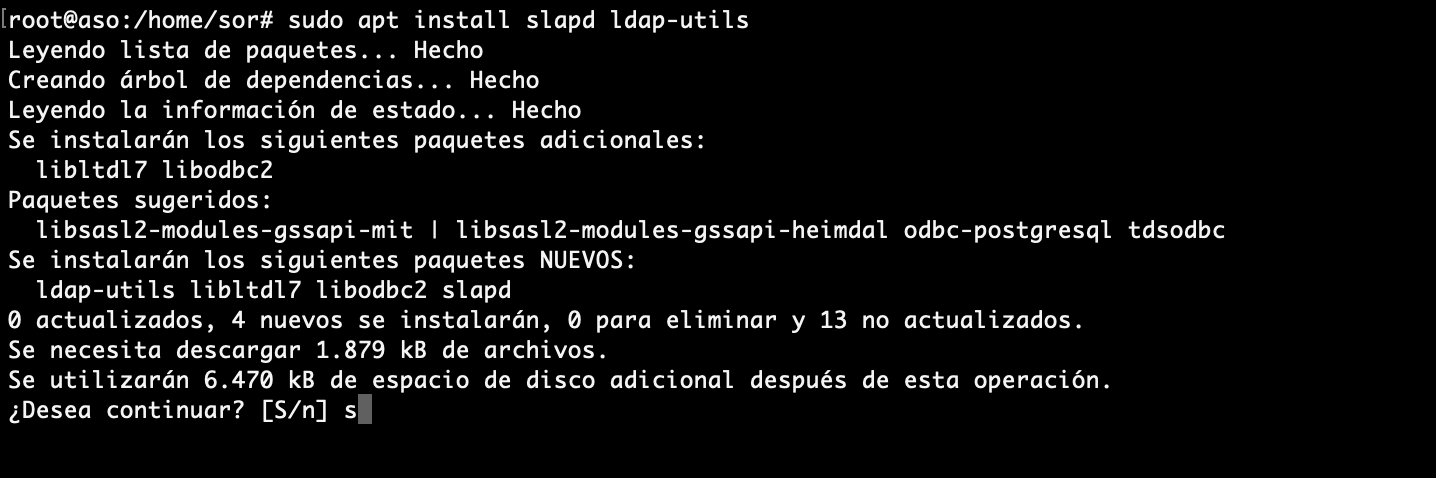 [root@aso:/home/sor# sudo apt install slapd ldap-utils
Leyendo lista de paquetes... Hecho
Creando árbol de dependencias... Hecho
Leyendo la información de estado... Hecho
Se instalarán los siguientes paquetes adicionales:
  libltdl7 libodbc2
Paquetes sugeridos:
  libsasl2-modules-gssapi-mit | libsasl2-modules-gssapi-heimdal odbc-postgresql tdsodbc
Se instalarán los siguientes paquetes NUEVOS:
  ldap-utils libltdl7 libodbc2 slapd
0 actualizados, 4 nuevos se instalarán, 0 para eliminar y 13 no actualizados.
Se necesita descargar 1.879 kB de archivos.
Se utilizarán 6.470 kB de espacio de disco adicional después de esta operación.
¿Desea continuar? [S/n] s